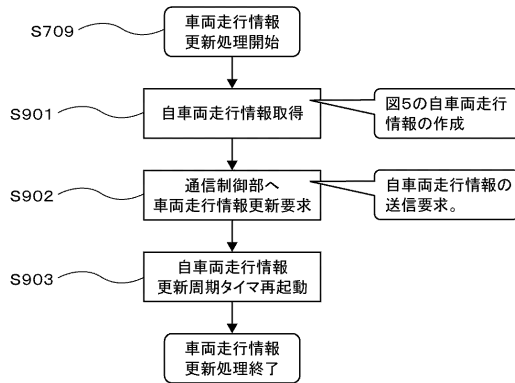 S709
車両走行情報
更新処理開始
S901
自車両走行情報取得
図5の自車両走行
情報の作成
S902
通信制御部へ
車両走行情報更新要求
自車両走行情報の
送信要求。
S903
自車両走行情報
更新周期タイマ再起動
車両走行情報
更新処理終了